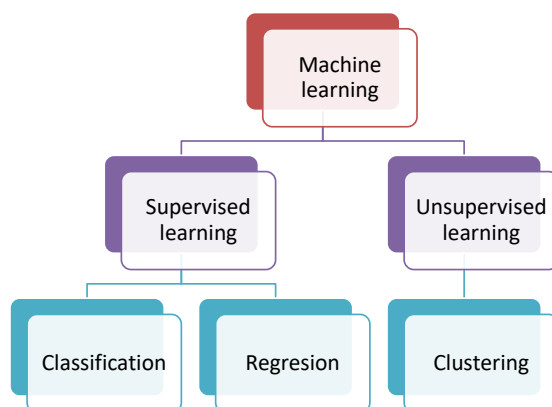 Machine
learning
Supervised
learning
Unsupervised
learning
Classification
Regresion
Clustering